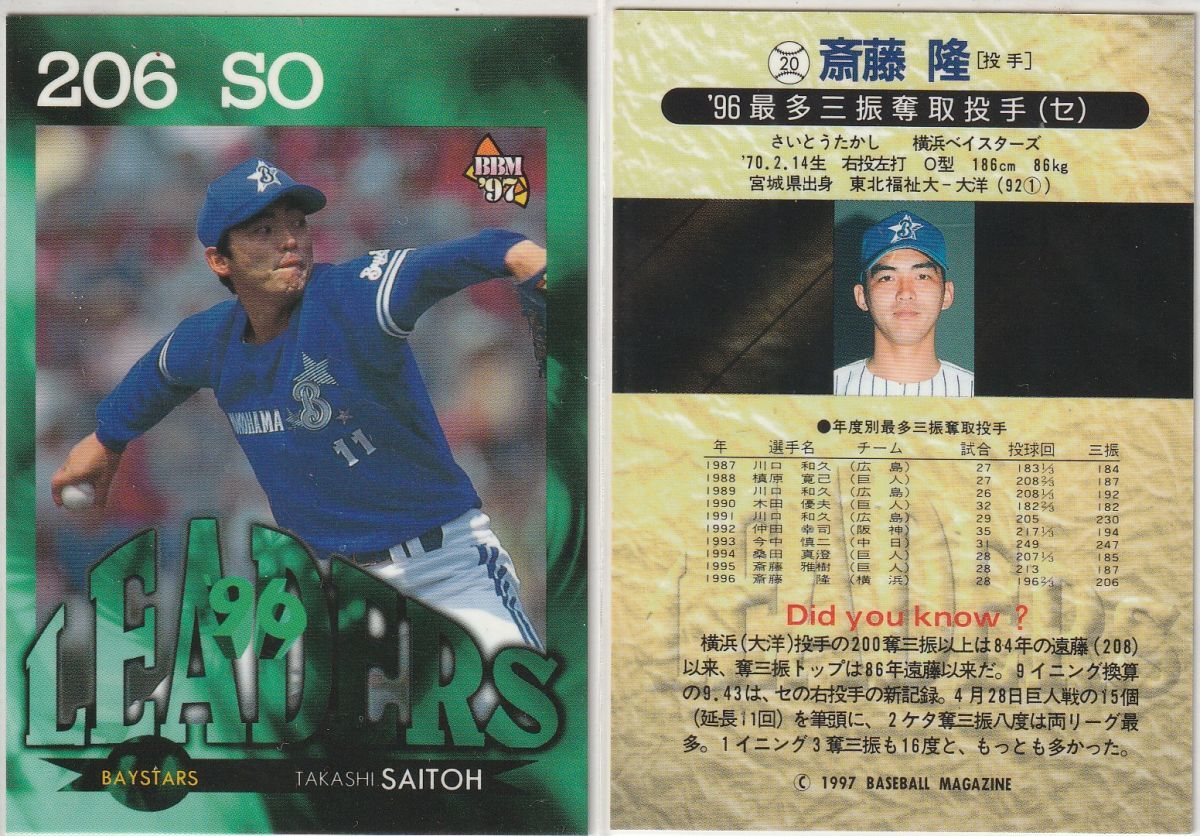 206 SO
BBM
'97
Bay
YOKOHAMA
B
11
'96
LEADERS
BAYSTARS
TAKASHI SAITOH
20 斎藤 隆 [投手]
'96最多三振奪取投手(セ)
さいとうたかし 横浜ベイスターズ
'70.2.14生 右投左打 O型 186cm 86kg
宮城県出身 東北福祉大-大洋(92①)
B
●年度別最多三振奪取投手
年 選手名 チーム 試合 投球回 三振
1987 川口 和久 (広島) 27 183⅓ 184
1988 槙原 寛己 (巨人) 27 208⅔ 187
1989 川口 和久 (広島) 26 208⅓ 192
1990 木田 優夫 (巨人) 32 182⅔ 182
1991 川口 和久 (広島) 29 205 230
1992 仲田 幸司 (阪神) 35 217⅓ 194
1993 今中 慎二 (中日) 31 249 247
1994 桑田 真澄 (巨人) 28 207⅓ 185
1995 斎藤 雅樹 (巨人) 28 213 187
1996 斎藤 隆 (横浜) 28 196⅔ 206
Did you know ?
横浜(大洋)投手の200奪三振以上は84年の遠藤(208)
以来、奪三振トップは86年遠藤以来だ。9イニング換算
の9.43は、セの右投手の新記録。4月28日巨人戦の15個
(延長11回)を筆頭に、2ケタ奪三振八度は両リーグ最
多。1イニング3奪三振も16度と、もっとも多かった。
© 1997 BASEBALL MAGAZINE